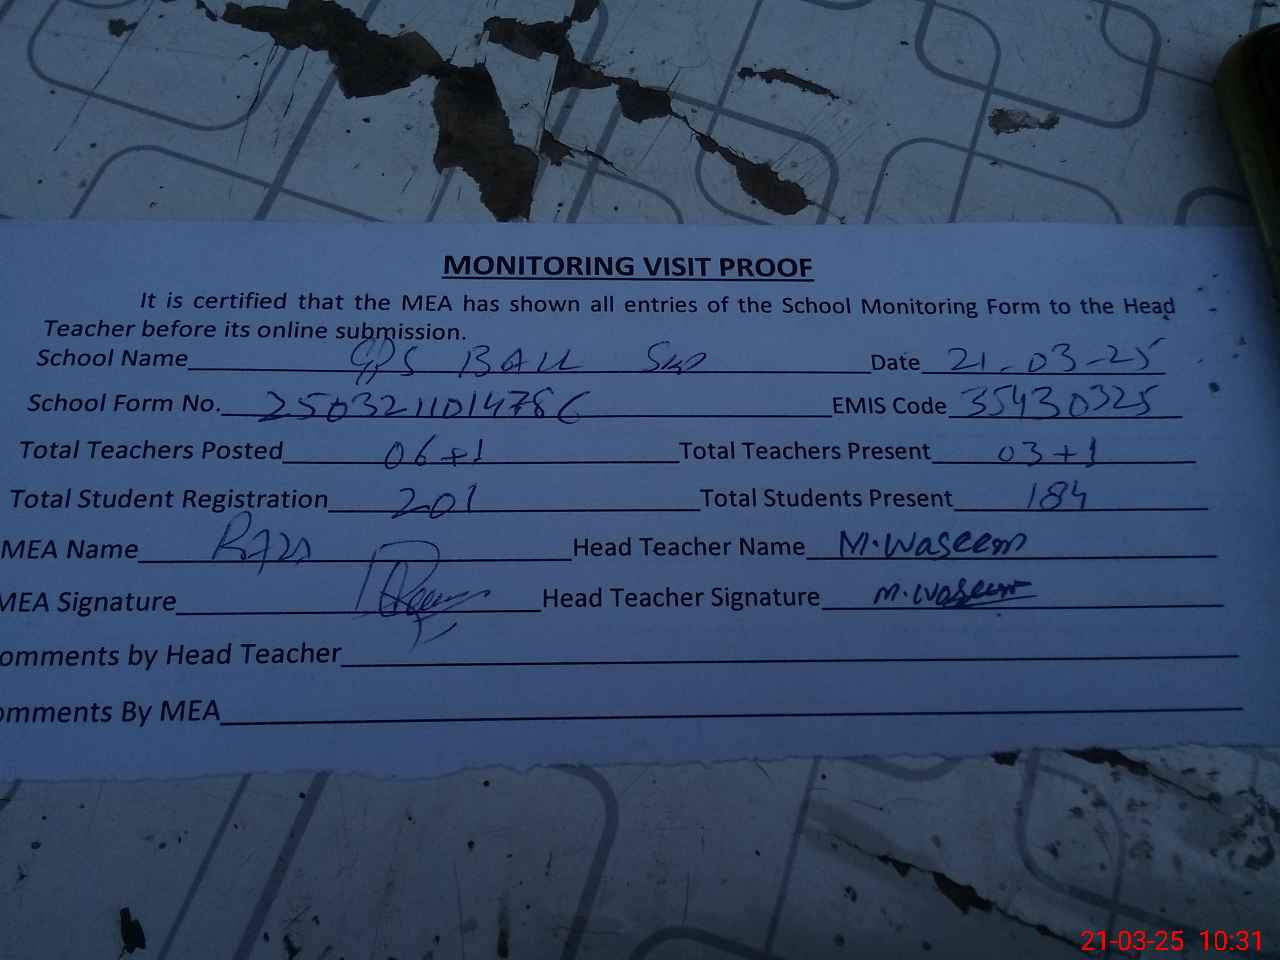 MONITORING VISIT PROOF
It is certified that the MEA has shown all entries of the School Monitoring Form to the Head
Teacher before its online submission.
School Name GPS BALL Date 21.03-25
School Form No. 2503211014786 EMIS Code 35430325
Total Teachers Posted 06+1 Total Teachers Present 03+1
Total Student Registration 201 Total Students Present 184
MEA Name Head Teacher Name M.Waseem
MEA Signature Head Teacher Signature M.Waseem
omments by Head Teacher
omments By MEA
21-03-25 10:31